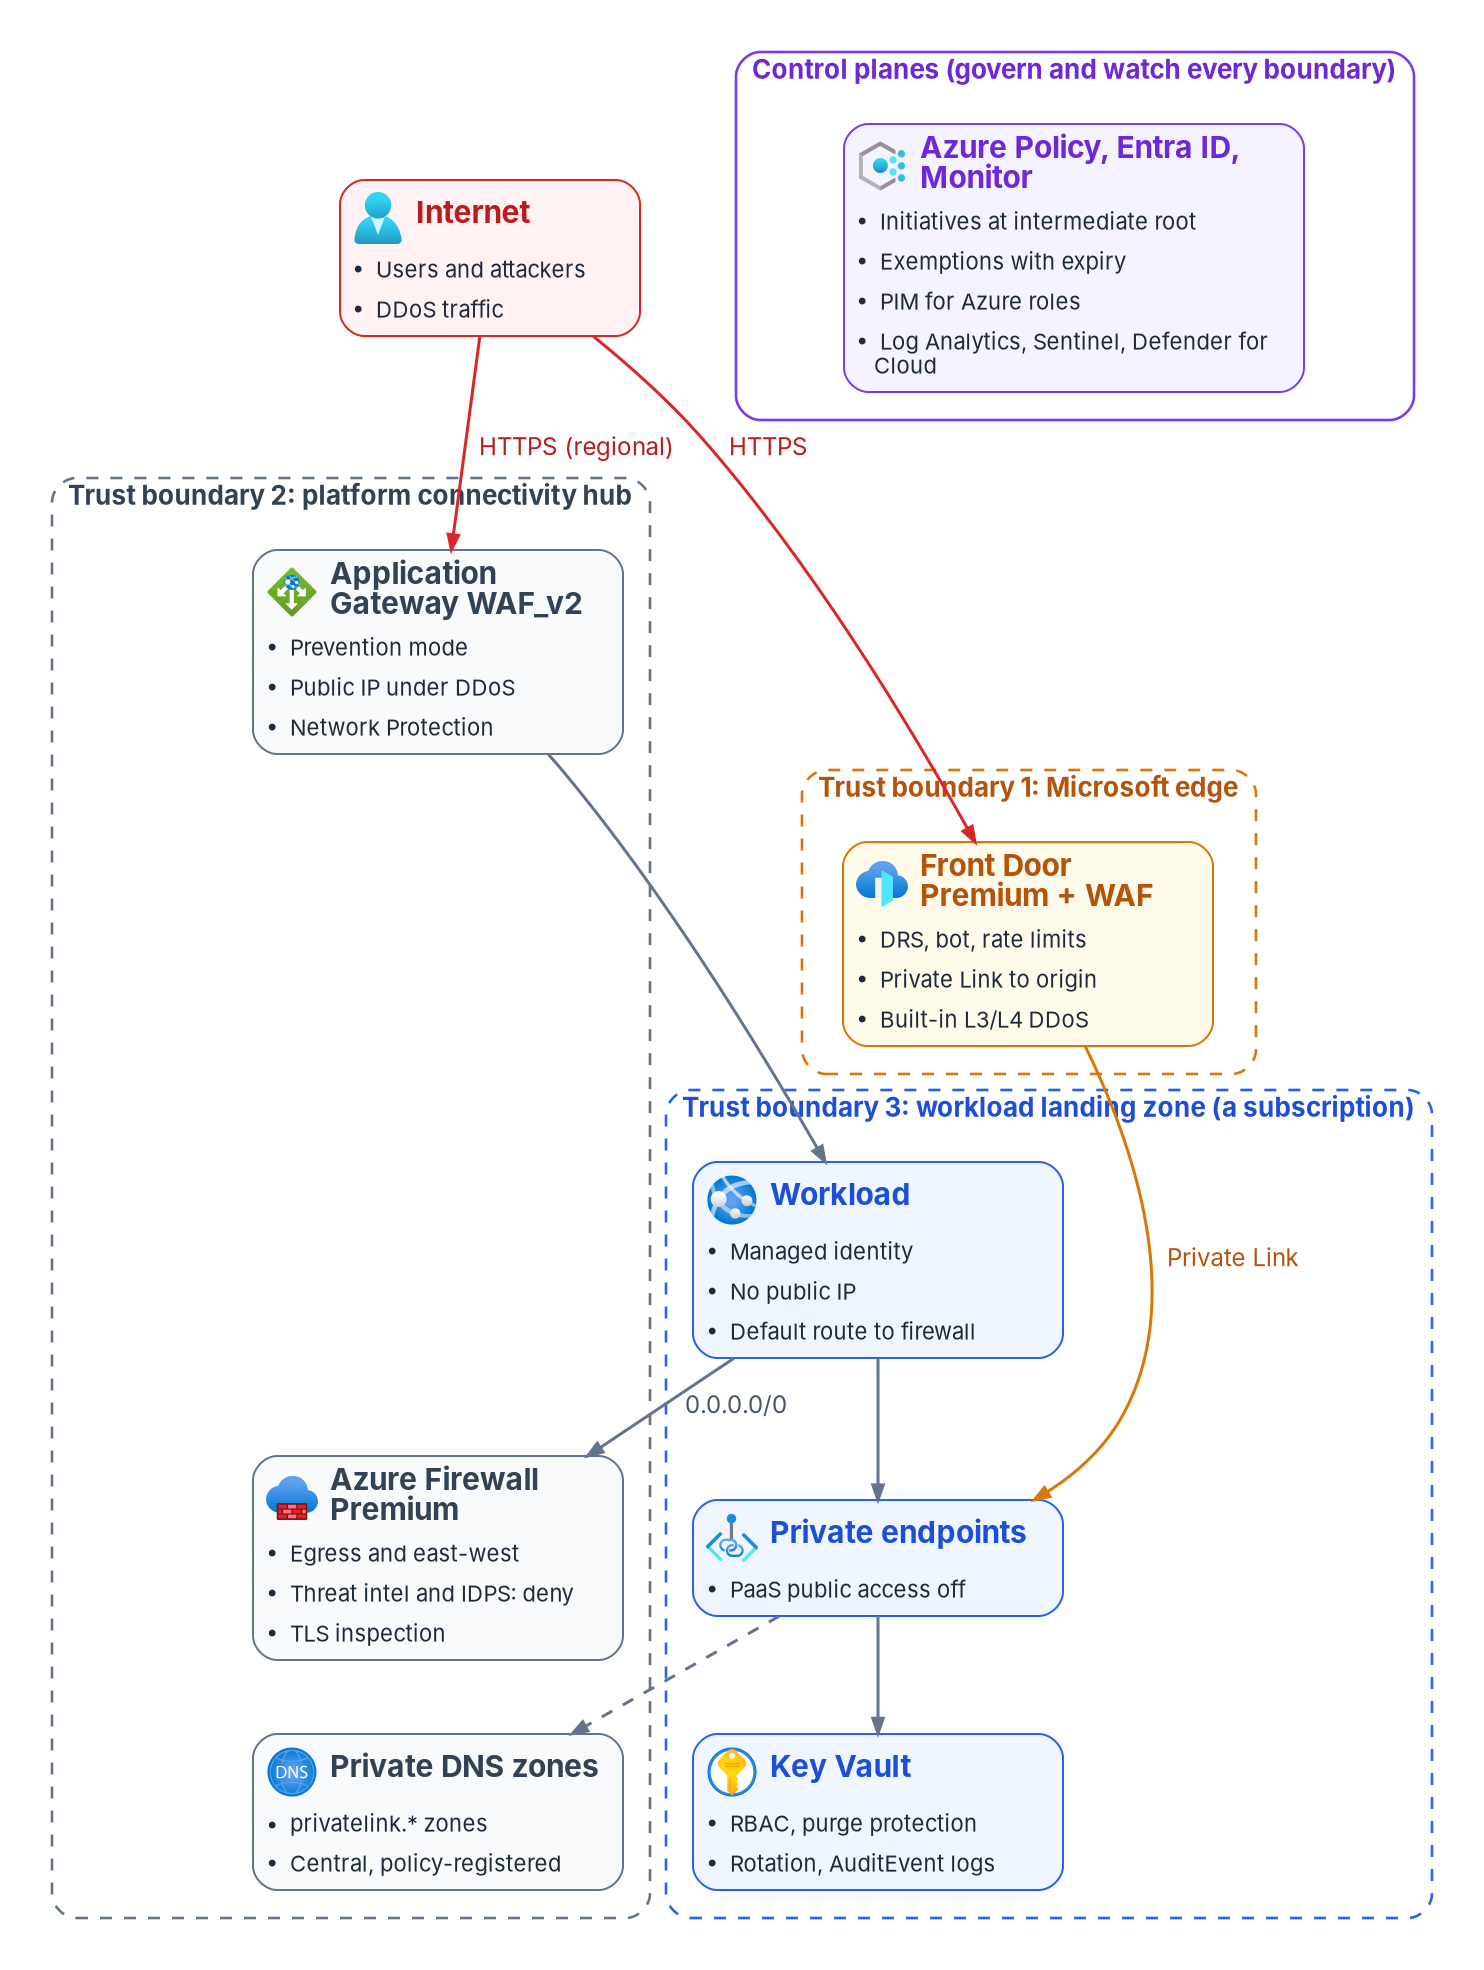 Control planes (govern and watch every boundary)
Azure Policy, Entra ID,
Monitor
• Initiatives at intermediate root
• Exemptions with expiry
• PIM for Azure roles
• Log Analytics, Sentinel, Defender for
Cloud
Internet
• Users and attackers
• DDoS traffic
HTTPS (regional)
HTTPS
Trust boundary 2: platform connectivity hub
Application
Gateway WAF_v2
• Prevention mode
• Public IP under DDoS
• Network Protection
Trust boundary 1: Microsoft edge
Front Door
Premium + WAF
• DRS, bot, rate limits
• Private Link to origin
• Built-in L3/L4 DDoS
Trust boundary 3: workload landing zone (a subscription)
Workload
• Managed identity
• No public IP
• Default route to firewall
Private Link
0.0.0.0/0
Azure Firewall
Premium
• Egress and east-west
• Threat intel and IDPS: deny
• TLS inspection
Private endpoints
• PaaS public access off
DNS
Private DNS zones
• privatelink.* zones
• Central, policy-registered
Key Vault
• RBAC, purge protection
• Rotation, AuditEvent logs